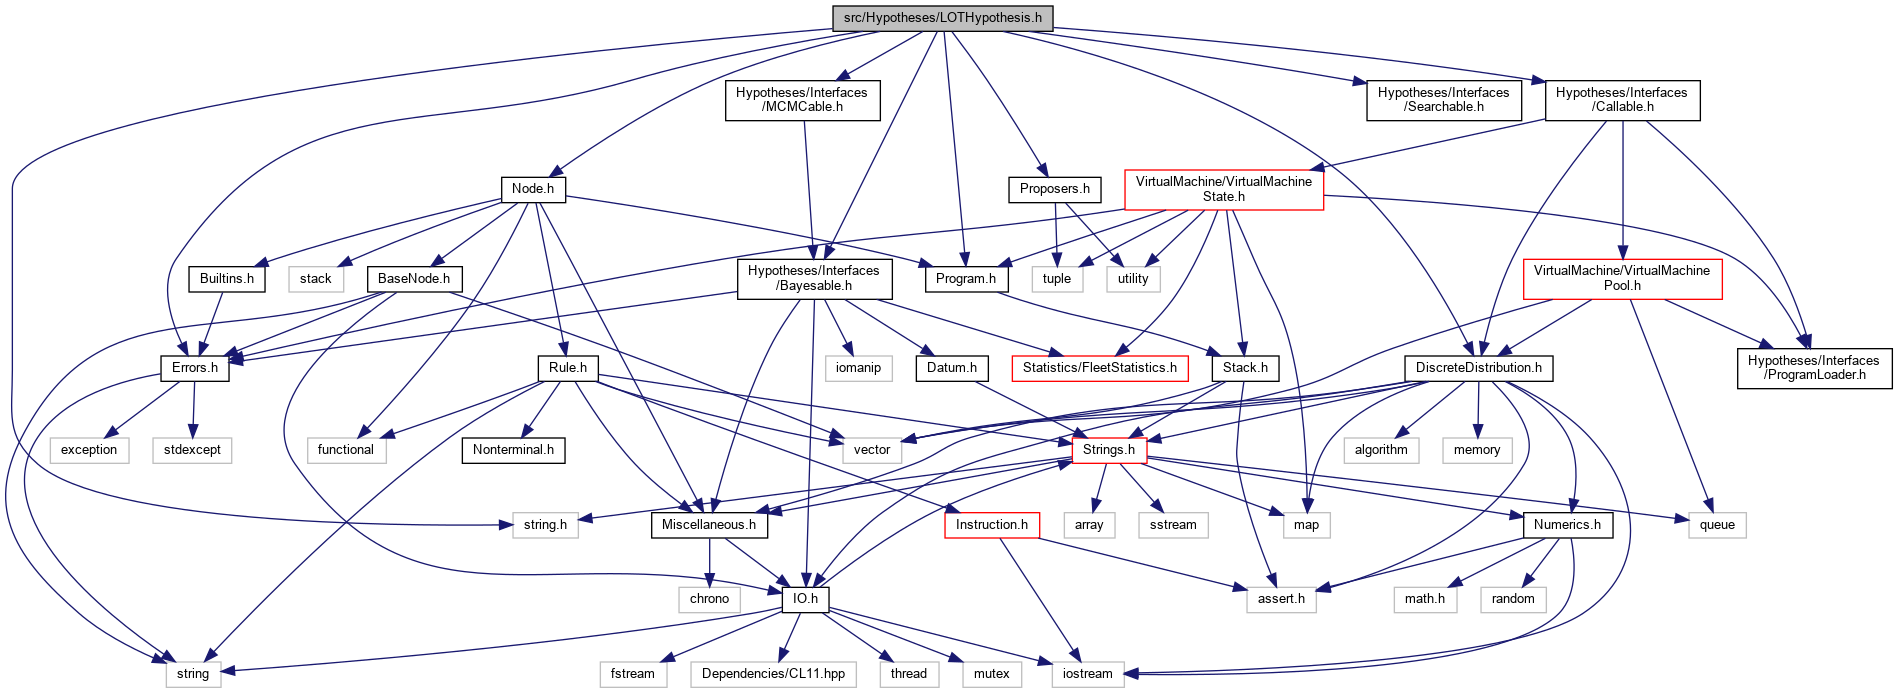 src/Hypotheses/LOTHypothesis.h
Hypotheses/Interfaces
/MCMCable.h
Hypotheses/Interfaces
/Searchable.h
Hypotheses/Interfaces
/Callable.h
Node.h
Proposers.h
VirtualMachine/VirtualMachine
State.h
Builtins.h
stack
BaseNode.h
Hypotheses/Interfaces
/Bayesable.h
Program.h
tuple
utility
VirtualMachine/VirtualMachine
Pool.h
Errors.h
Rule.h
iomanip
Datum.h
Statistics/FleetStatistics.h
Stack.h
DiscreteDistribution.h
Hypotheses/Interfaces
/ProgramLoader.h
exception
stdexcept
functional
Nonterminal.h
vector
Strings.h
algorithm
memory
string.h
Miscellaneous.h
Instruction.h
array
sstream
map
Numerics.h
queue
chrono
IO.h
assert.h
math.h
random
string
fstream
Dependencies/CL11.hpp
thread
mutex
iostream